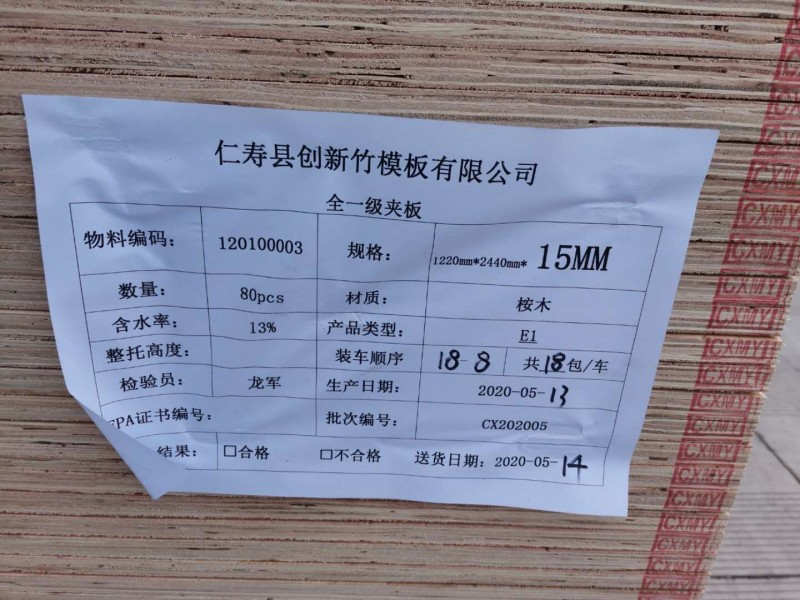 仁寿县创新竹模板有限公司
全一级夹板
物料编码： 120100003 规格： 1220mm*2440mm* 15MM
数量： 80pcs 材质： 桉木
含水率： 13% 产品类型： E1
整托高度： 装车顺序 18-8 共18包/车
检验员： 龙军 生产日期： 2020-05-13
EPA证书编号： 批次编号： CX202005
结果： □合格 □不合格 送货日期：2020-05-14
CXMY
CXMY
CXMY
CXMY
CXMY
CXMY
CXMY
CXMY
CXMY
CXMY
CXMY
CXMY